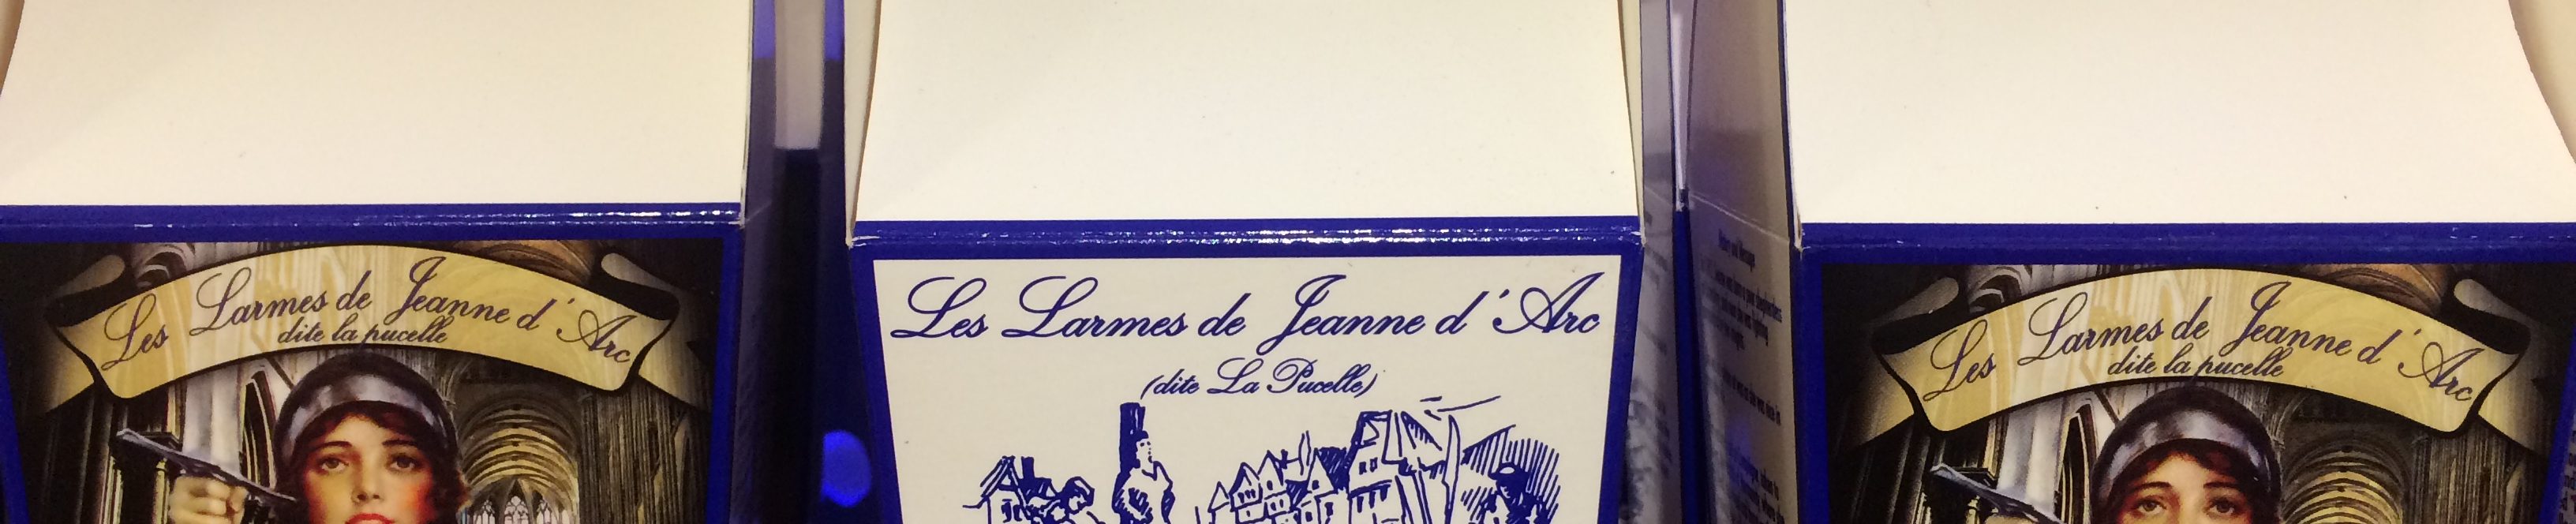 Les Larmes de Jeanne d'Arc
dite la pucelle
Les Larmes de Jeanne d'Arc
(dite La Pucelle)
Les Larmes de Jeanne d'Arc
dite la pucelle